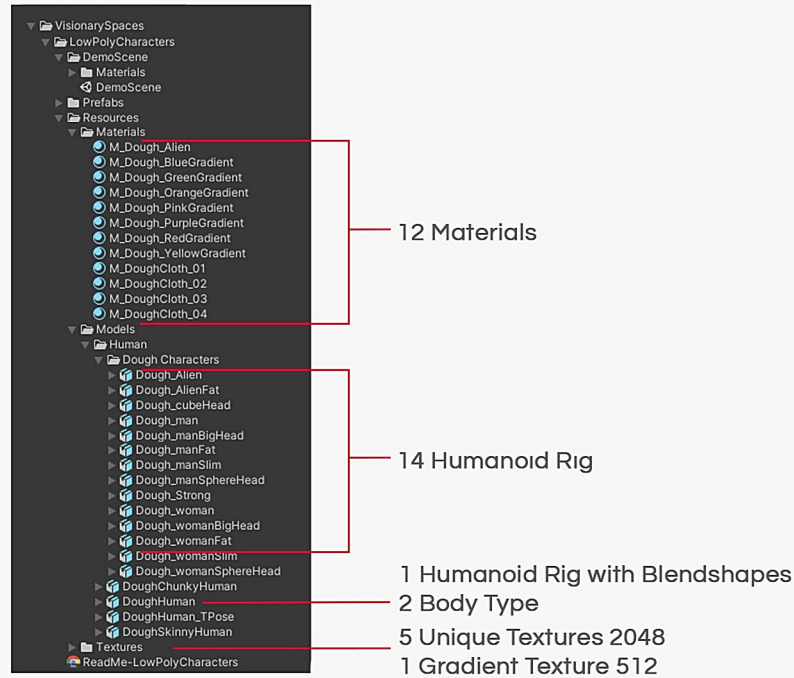 VisionarySpaces
LowPolyCharacters
DemoScene
Materials
DemoScene
Prefabs
Resources
Materials
M_Dough_Alien
M_Dough_BlueGradient
M_Dough_GreenGradient
M_Dough_OrangeGradient
M_Dough_PinkGradient
M_Dough_PurpleGradient
M_Dough_RedGradient
M_Dough_YellowGradient
M_DoughCloth_01
M_DoughCloth_02
M_DoughCloth_03
M_DoughCloth_04
Models
Human
Dough Characters
Dough_Alien
Dough_AlienFat
Dough_cubeHead
Dough_man
Dough_manBigHead
Dough_manFat
Dough_manSlim
Dough_manSphereHead
Dough_Strong
Dough_woman
Dough_womanBigHead
Dough_womanFat
Dough_womanSlim
Dough_womanSphereHead
DoughChunkyHuman
DoughHuman
DoughHuman_TPose
DoughSkinnyHuman
Textures
ReadMe-LowPolyCharacters
12 Materials
14 Humanoid Rig
1 Humanoid Rig with Blendshapes
2 Body Type
5 Unique Textures 2048
1 Gradient Texture 512